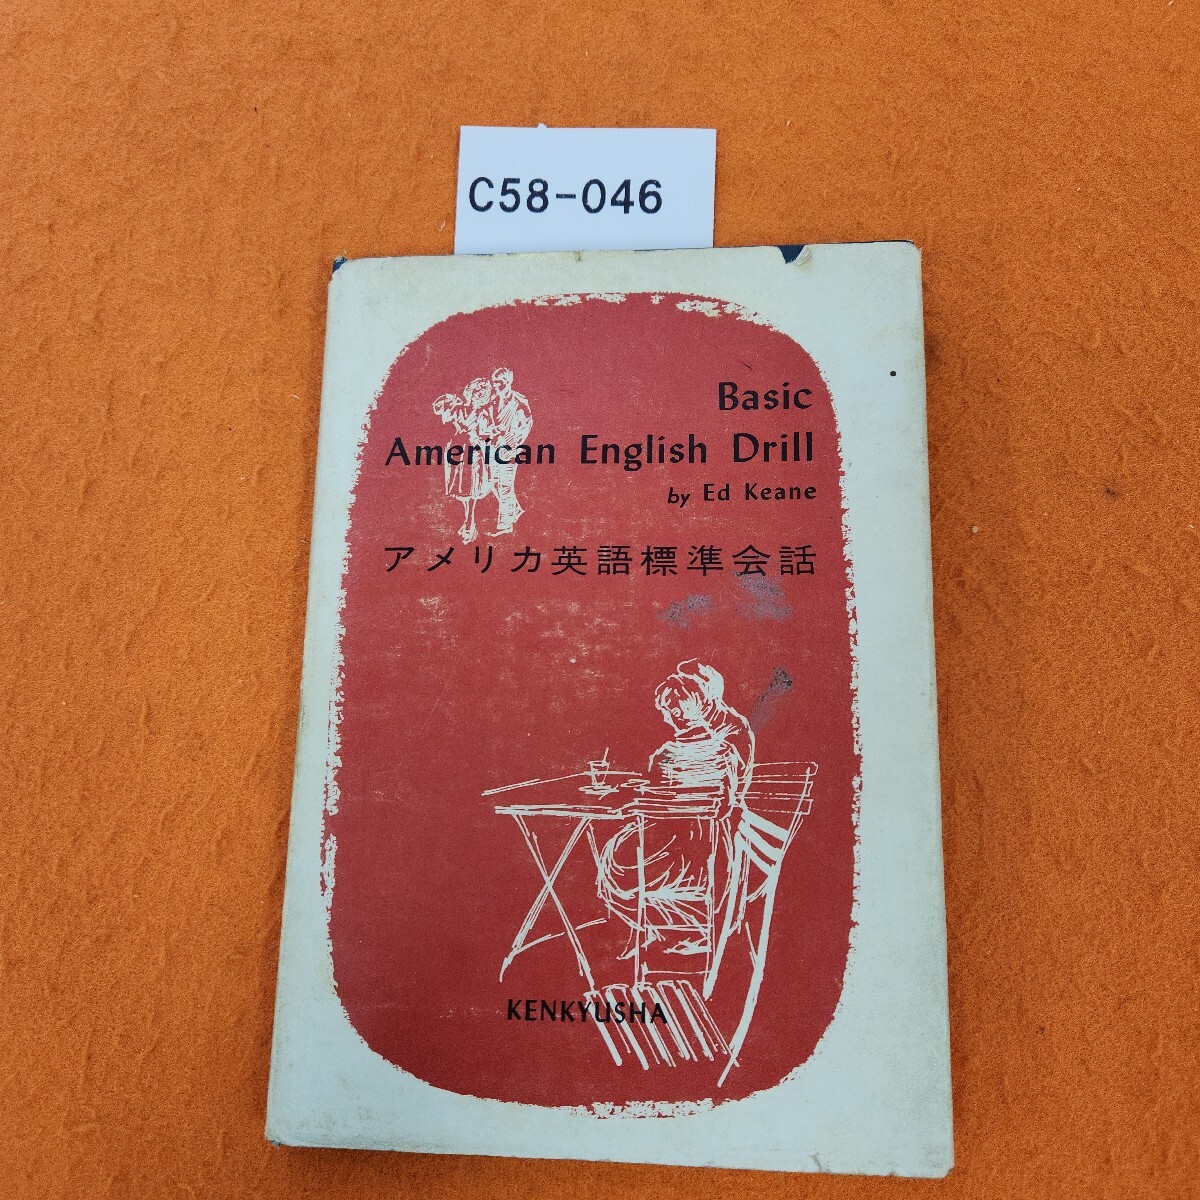 C58-046
Basic
American English Drill
by Ed Keane
アメリカ英語標準会話
KENKYUSHA